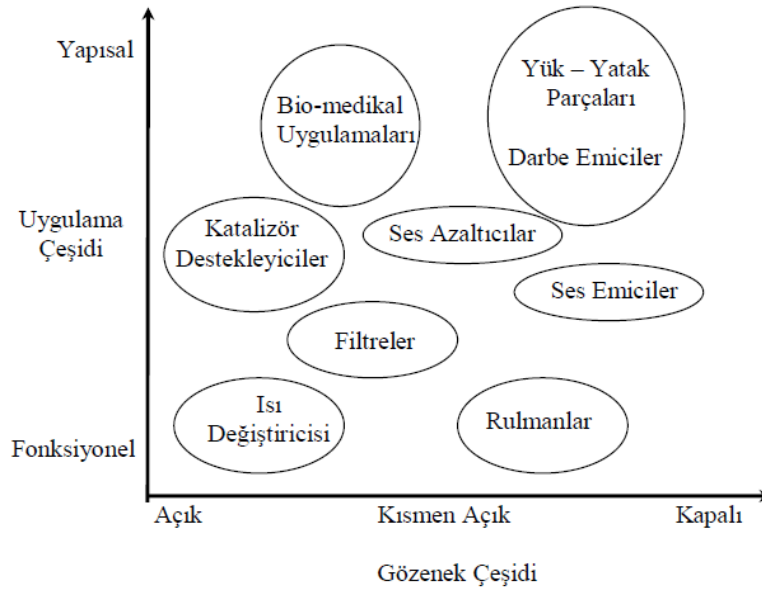 Yapısal
Yük – Yatak
Parçaları
Darbe Emiciler
Bio-medikal
Uygulamaları
Uygulama
Çeşidi
Katalizör
Destekleyiciler
Ses Azaltıcılar
Ses Emiciler
Filtreler
Isı
Değiştiricisi
Rulmanlar
Fonksiyonel
Açık
Kısmen Açık
Kapalı
Gözenek Çeşidi